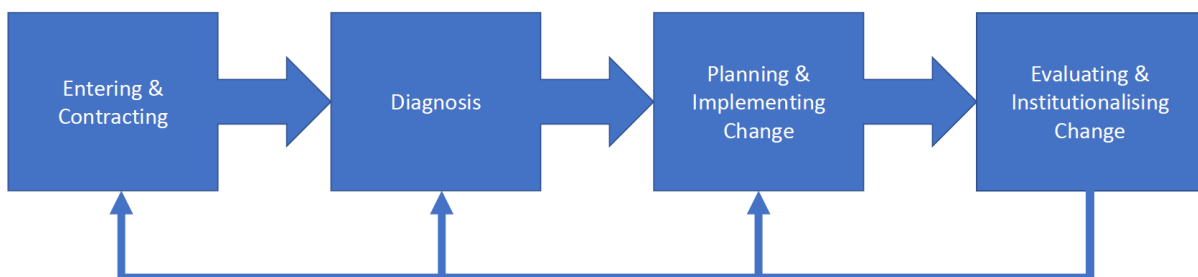 Entering &
Contracting
Diagnosis
Planning &
Implementing
Change
Evaluating &
Institutionalising
Change